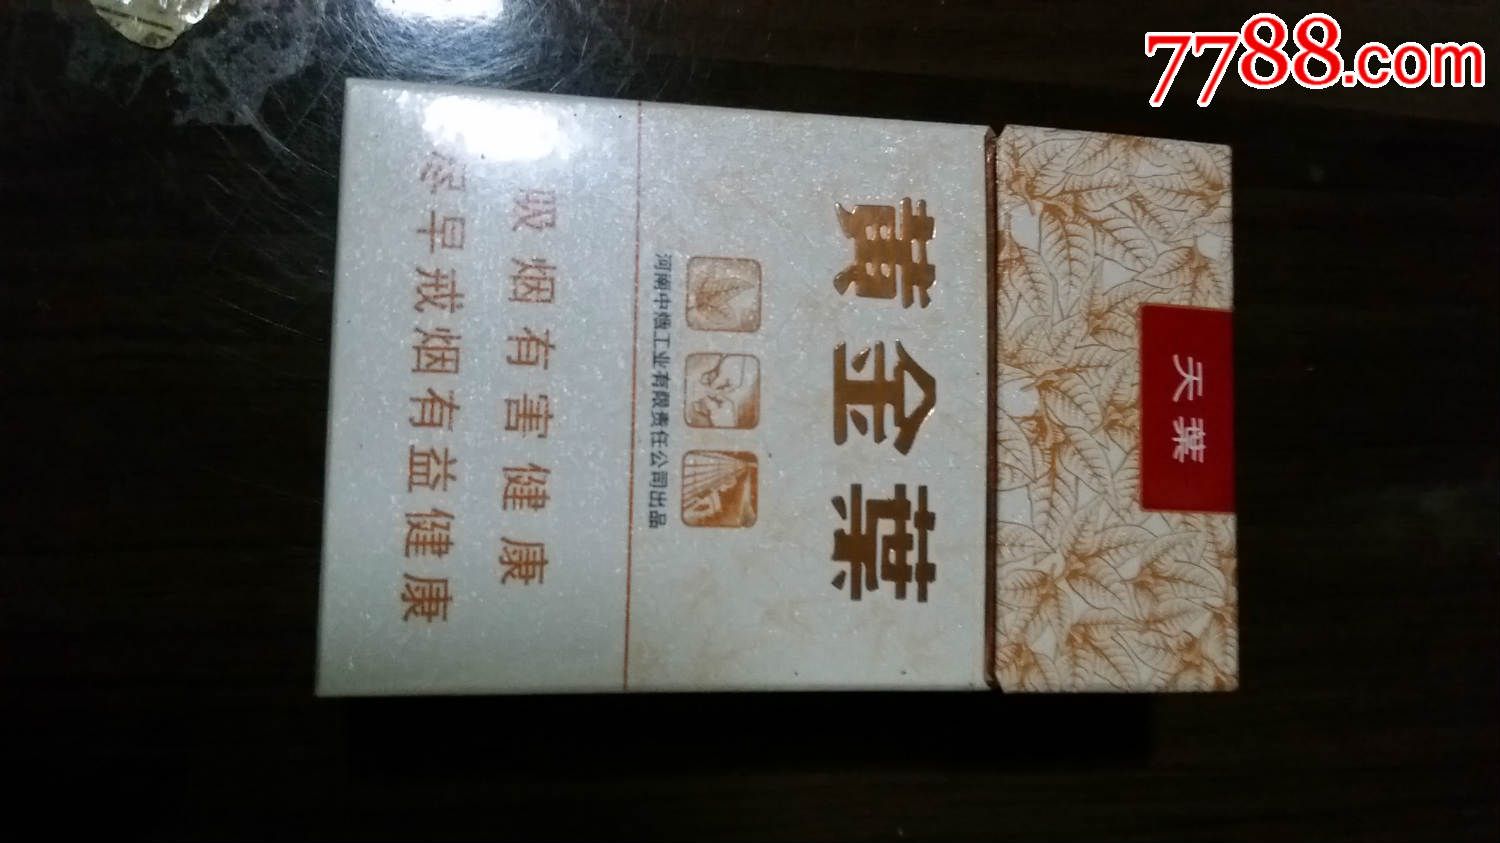 7788.com
天葉
黄金葉
河南中烟工业有限责任公司出品
吸烟有害健康
尽早戒烟有益健康